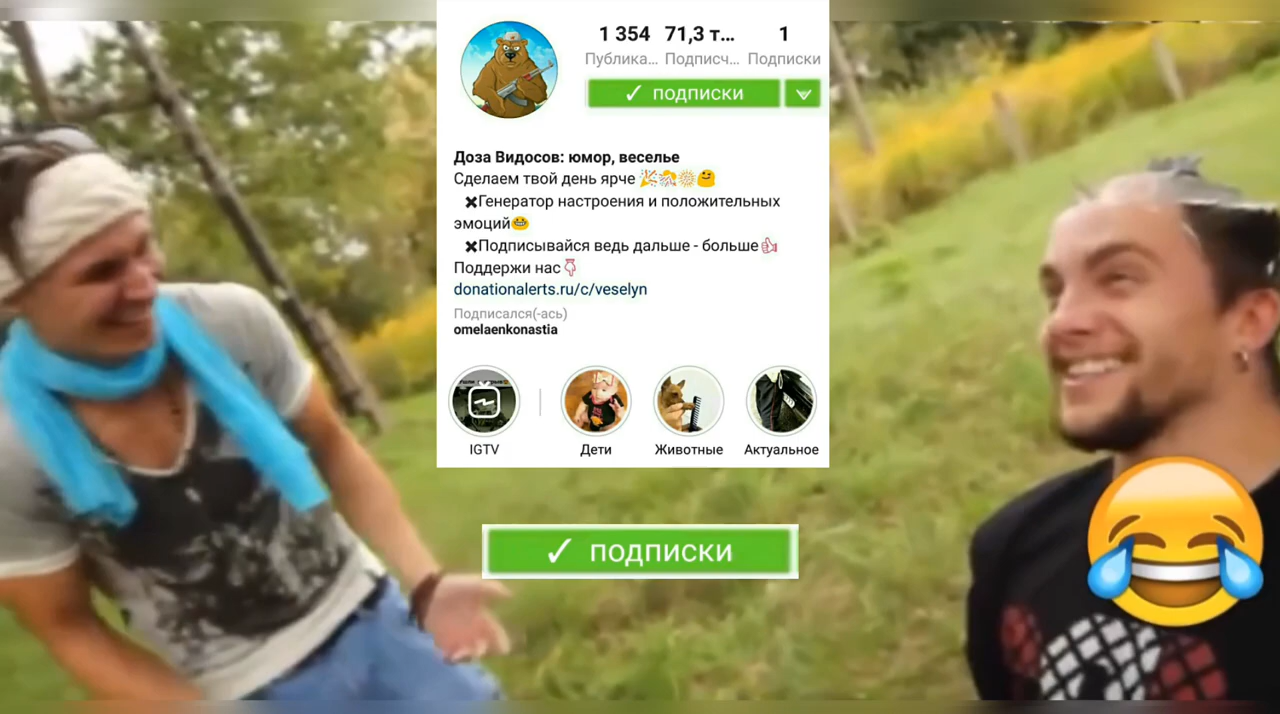 1 354 71,3 т... 1
Публика... Подписч... Подписки
✓ ПОДПИСКИ
Доза Видосов: юмор, веселье
Сделаем твой день ярче 🎉🎊🌞😃
✖Генератор настроения и положительных
эмоций😁
✖Подписывайся ведь дальше - больше👍
Поддержи нас👇
donationalerts.ru/c/veselyn
Подписался(-ась)
omelaenkonastia
IGTV Дети Животные Актуальное
✓ ПОДПИСКИ